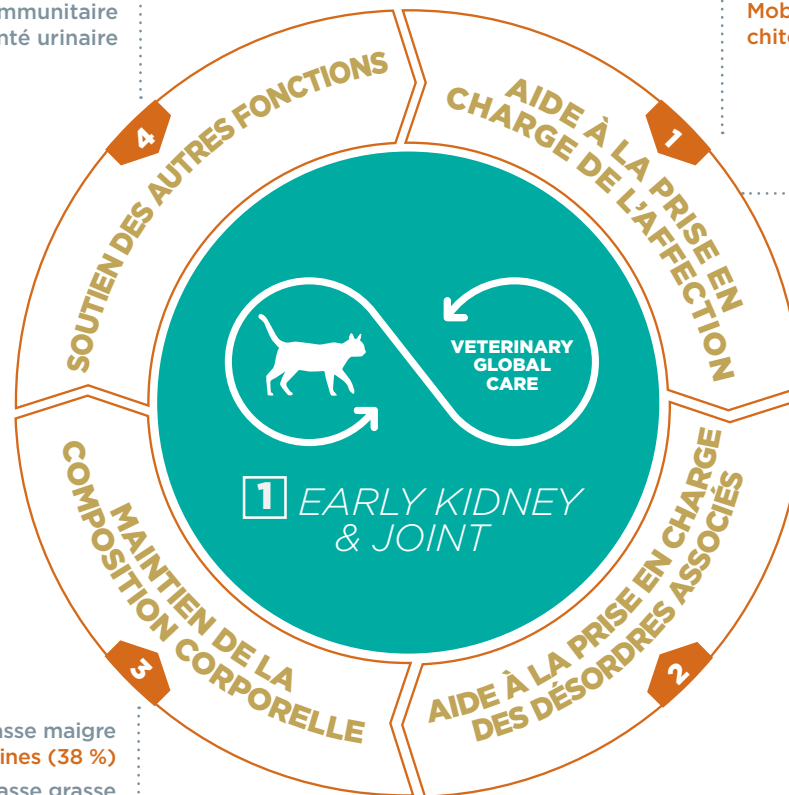 nté urinaire
Mob
4
SOUTIEN DES AUTRES FONCTIONS
1
AIDE À LA PRISE EN
CHARGE DE L'AFFECTION
VETERINARY
GLOBAL
CARE
1 EARLY KIDNEY
& JOINT
3
MAINTIEN DE LA
COMPOSITION CORPORELLE
2
AIDE À LA PRISE EN CHARGE
DES DÉSORDRES ASSOCIÉS
asse maigre
ines (38 %)
asse grasse